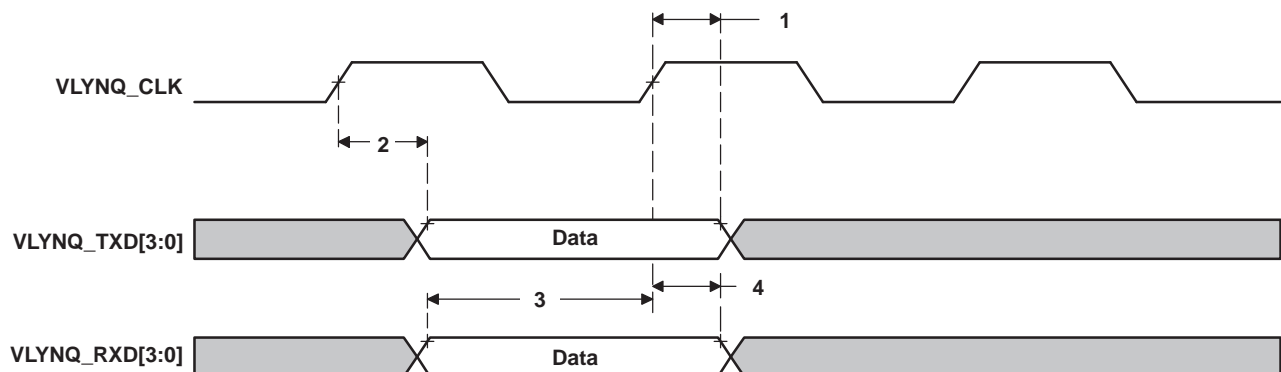 1
VLYNQ_CLK
2
VLYNQ_TXD[3:0]
Data
3
4
VLYNQ_RXD[3:0]
Data